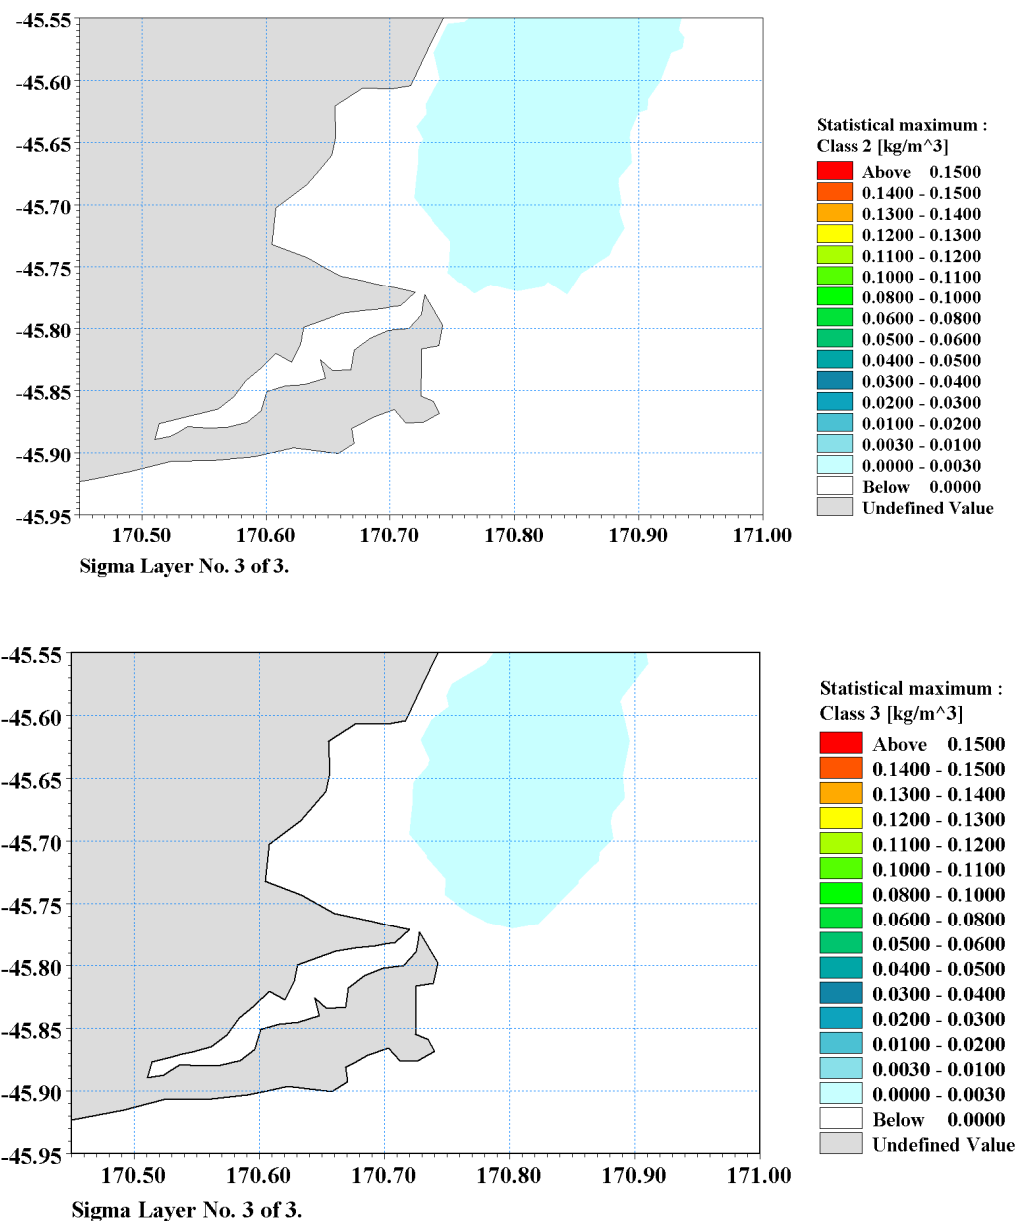 -45.55
-45.60
-45.65
-45.70
-45.75
-45.80
-45.85
-45.90
-45.95
170.50 170.60 170.70 170.80 170.90 171.00
Sigma Layer No. 3 of 3.
Statistical maximum :
Class 2 [kg/m^3]
Above 0.1500
0.1400 - 0.1500
0.1300 - 0.1400
0.1200 - 0.1300
0.1100 - 0.1200
0.1000 - 0.1100
0.0800 - 0.1000
0.0600 - 0.0800
0.0500 - 0.0600
0.0400 - 0.0500
0.0300 - 0.0400
0.0200 - 0.0300
0.0100 - 0.0200
0.0030 - 0.0100
0.0000 - 0.0030
Below 0.0000
Undefined Value
-45.55
-45.60
-45.65
-45.70
-45.75
-45.80
-45.85
-45.90
-45.95
170.50 170.60 170.70 170.80 170.90 171.00
Sigma Layer No. 3 of 3.
Statistical maximum :
Class 3 [kg/m^3]
Above 0.1500
0.1400 - 0.1500
0.1300 - 0.1400
0.1200 - 0.1300
0.1100 - 0.1200
0.1000 - 0.1100
0.0800 - 0.1000
0.0600 - 0.0800
0.0500 - 0.0600
0.0400 - 0.0500
0.0300 - 0.0400
0.0200 - 0.0300
0.0100 - 0.0200
0.0030 - 0.0100
0.0000 - 0.0030
Below 0.0000
Undefined Value